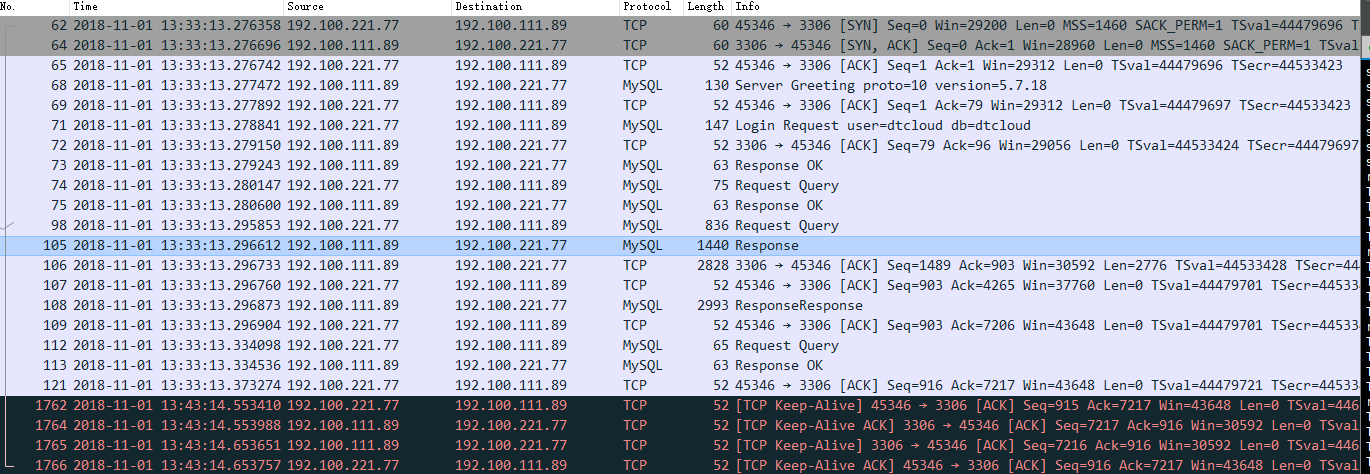 No. Time Source Destination Protocol Length Info
62 2018-11-01 13:33:13.276358 192.100.221.77 192.100.111.89 TCP 60 45346 → 3306 [SYN] Seq=0 Win=29200 Len=0 MSS=1460 SACK_PERM=1 TSval=44479696 T
64 2018-11-01 13:33:13.276696 192.100.111.89 192.100.221.77 TCP 60 3306 → 45346 [SYN, ACK] Seq=0 Ack=1 Win=28960 Len=0 MSS=1460 SACK_PERM=1 TSval
65 2018-11-01 13:33:13.276742 192.100.221.77 192.100.111.89 TCP 52 45346 → 3306 [ACK] Seq=1 Ack=1 Win=29312 Len=0 TSval=44479696 TSecr=44533423
68 2018-11-01 13:33:13.277472 192.100.111.89 192.100.221.77 MySQL 130 Server Greeting proto=10 version=5.7.18
69 2018-11-01 13:33:13.277892 192.100.221.77 192.100.111.89 TCP 52 45346 → 3306 [ACK] Seq=1 Ack=79 Win=29312 Len=0 TSval=44479697 TSecr=44533423
71 2018-11-01 13:33:13.278841 192.100.221.77 192.100.111.89 MySQL 147 Login Request user=dtcloud db=dtcloud
72 2018-11-01 13:33:13.279150 192.100.111.89 192.100.221.77 TCP 52 3306 → 45346 [ACK] Seq=79 Ack=96 Win=29056 Len=0 TSval=44533424 TSecr=44479697
73 2018-11-01 13:33:13.279243 192.100.111.89 192.100.221.77 MySQL 63 Response OK
74 2018-11-01 13:33:13.280147 192.100.221.77 192.100.111.89 MySQL 75 Request Query
75 2018-11-01 13:33:13.280600 192.100.111.89 192.100.221.77 MySQL 63 Response OK
98 2018-11-01 13:33:13.295853 192.100.221.77 192.100.111.89 MySQL 836 Request Query
105 2018-11-01 13:33:13.296612 192.100.111.89 192.100.221.77 MySQL 1440 Response
106 2018-11-01 13:33:13.296733 192.100.111.89 192.100.221.77 TCP 2828 3306 → 45346 [ACK] Seq=1489 Ack=903 Win=30592 Len=2776 TSval=44533428 TSecr=44
107 2018-11-01 13:33:13.296760 192.100.221.77 192.100.111.89 TCP 52 45346 → 3306 [ACK] Seq=903 Ack=4265 Win=37760 Len=0 TSval=44479701 TSecr=44533
108 2018-11-01 13:33:13.296873 192.100.111.89 192.100.221.77 MySQL 2993 ResponseResponse
109 2018-11-01 13:33:13.296904 192.100.221.77 192.100.111.89 TCP 52 45346 → 3306 [ACK] Seq=903 Ack=7206 Win=43648 Len=0 TSval=44479701 TSecr=44533
112 2018-11-01 13:33:13.334098 192.100.221.77 192.100.111.89 MySQL 65 Request Query
113 2018-11-01 13:33:13.334536 192.100.111.89 192.100.221.77 MySQL 63 Response OK
121 2018-11-01 13:33:13.373274 192.100.221.77 192.100.111.89 TCP 52 45346 → 3306 [ACK] Seq=916 Ack=7217 Win=43648 Len=0 TSval=44479721 TSecr=44533
1762 2018-11-01 13:43:14.553410 192.100.221.77 192.100.111.89 TCP 52 [TCP Keep-Alive] 45346 → 3306 [ACK] Seq=915 Ack=7217 Win=43648 Len=0 TSval=446
1764 2018-11-01 13:43:14.553988 192.100.111.89 192.100.221.77 TCP 52 [TCP Keep-Alive ACK] 3306 → 45346 [ACK] Seq=7217 Ack=916 Win=30592 Len=0 TSval
1765 2018-11-01 13:43:14.653651 192.100.111.89 192.100.221.77 TCP 52 [TCP Keep-Alive] 3306 → 45346 [ACK] Seq=7216 Ack=916 Win=30592 Len=0 TSval=446
1766 2018-11-01 13:43:14.653757 192.100.221.77 192.100.111.89 TCP 52 [TCP Keep-Alive ACK] 45346 → 3306 [ACK] Seq=916 Ack=7217 Win=43648 Len=0 TSval